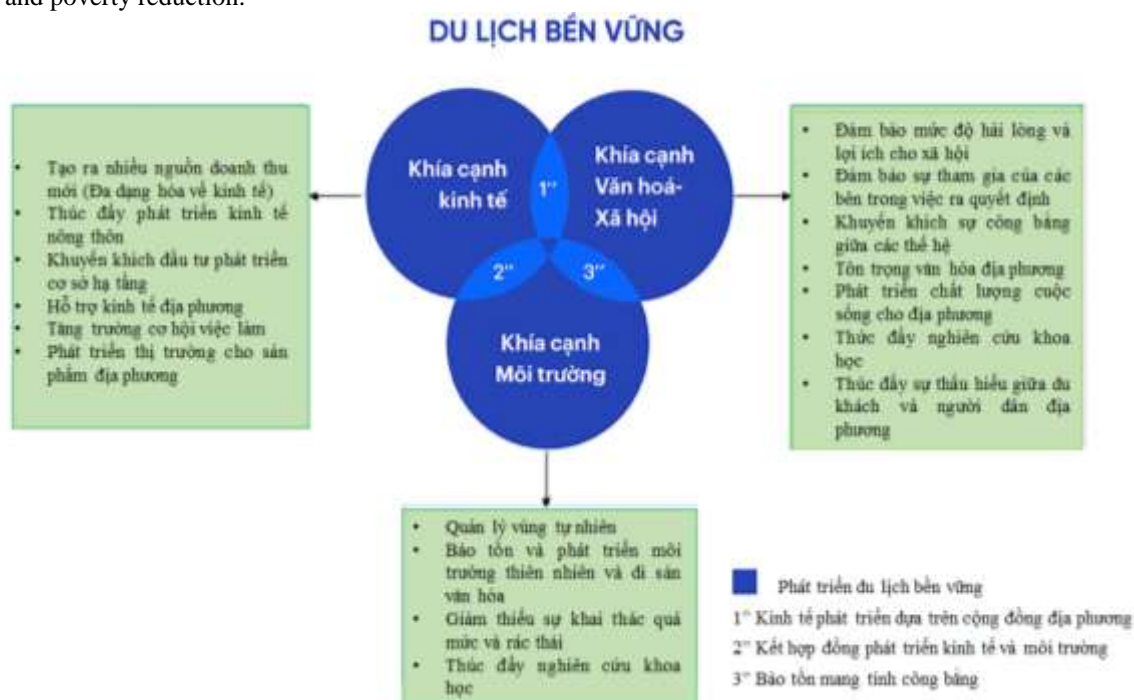 and poverty reduction.
DU LỊCH BỀN VỮNG
Khía cạnh
kinh tế
1''
Khía cạnh
Văn hoá-
Xã hội
2''
3''
Khía cạnh
Môi trường
• Tạo ra nhiều nguồn doanh thu
mới (Đa dạng hóa về kinh tế)
• Thúc đẩy phát triển kinh tế
nông thôn
• Khuyến khích đầu tư phát triển
cơ sở hạ tầng
• Hỗ trợ kinh tế địa phương
• Tăng trưởng cơ hội việc làm
• Phát triển thị trường cho sản
phẩm địa phương
• Đảm bảo mức độ hài lòng và
lợi ích cho xã hội
• Đảm bảo sự tham gia của các
bên trong việc ra quyết định
• Khuyến khích sự công bằng
giữa các thế hệ
• Tôn trọng văn hóa địa phương
• Phát triển chất lượng cuộc
sống cho địa phương
• Thúc đẩy nghiên cứu khoa
học
• Thúc đẩy sự thấu hiểu giữa du
khách và người dân địa
phương
• Quản lý vùng tự nhiên
• Bảo tồn và phát triển môi
trường thiên nhiên và di sản
văn hóa
• Giảm thiểu sự khai thác quá
mức và rác thải
• Thúc đẩy nghiên cứu khoa
học
Phát triển du lịch bền vững
1'' Kinh tế phát triển dựa trên cộng đồng địa phương
2'' Kết hợp đồng phát triển kinh tế và môi trường
3'' Bảo tồn mang tính công bằng